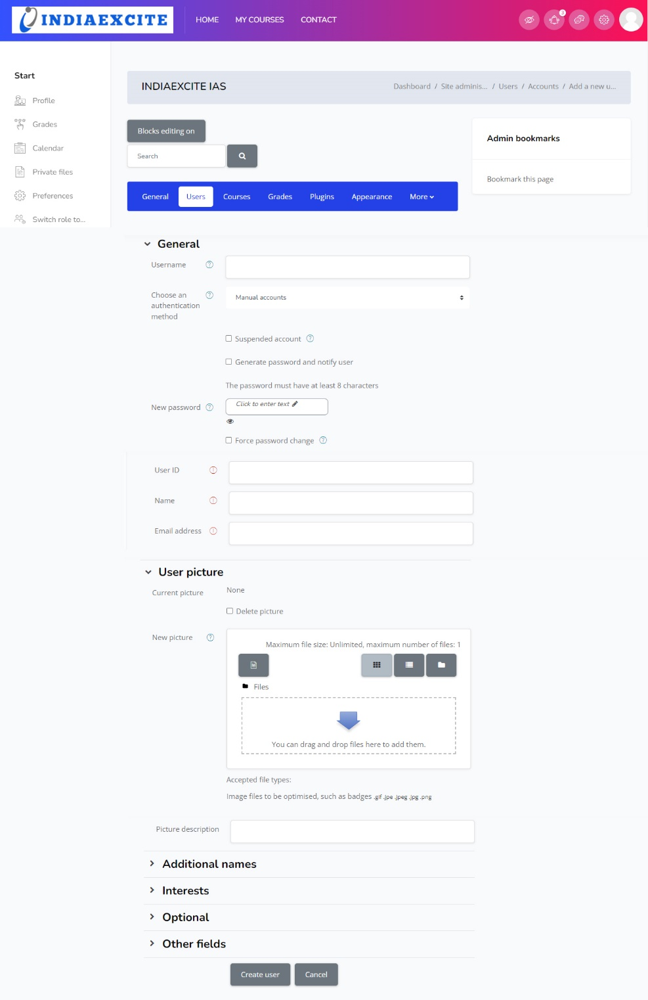 INDIAEXCITE
HOME MY COURSES CONTACT
3
Start
Profile
Grades
Calendar
Private files
Preferences
Switch role to...
INDIAEXCITE IAS
Dashboard / Site adminis... / Users / Accounts / Add a new u...
Blocks editing on
Search
Admin bookmarks
Bookmark this page
General Users Courses Grades Plugins Appearance More
General
Username
Choose an
authentication
method
Manual accounts
Suspended account
Generate password and notify user
The password must have at least 8 characters
New password
Click to enter text
Force password change
User ID
Name
Email address
User picture
Current picture
None
Delete picture
New picture
Maximum file size: Unlimited, maximum number of files: 1
Files
You can drag and drop files here to add them.
Accepted file types:
Image files to be optimised, such as badges .gif .jpe .jpeg .jpg .png
Picture description
Additional names
Interests
Optional
Other fields
Create user Cancel